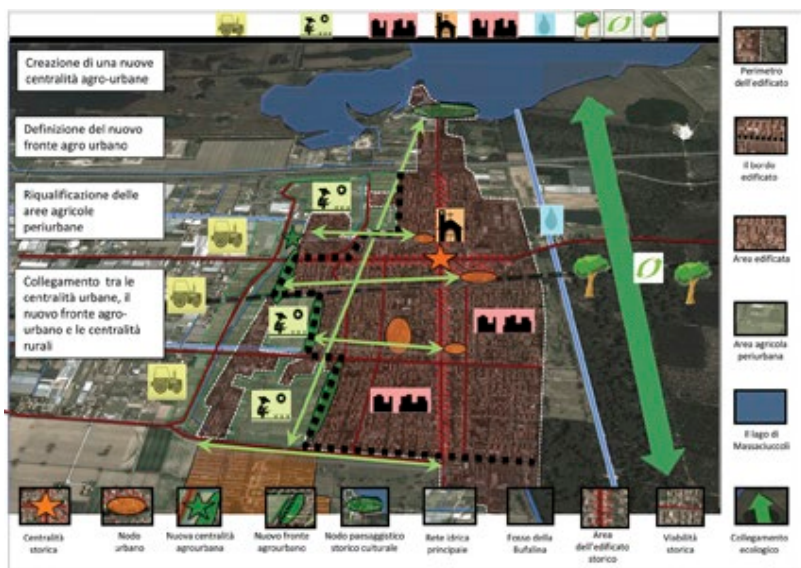 Creazione di una nuove
centralità agro-urbane
Definizione del nuovo
fronte agro urbano
Riqualificazione delle
aree agricole
periurbane
Collegamento tra le
centralità urbane, il
nuovo fronte agro-
urbano e le centralità
rurali
Perimetro
dell'edificato
Il bordo
edificato
Area edificata
Area agricola
periurbana
Il lago di
Massaciuccoli
Collegamento
ecologico
Centralità
storica
Nodo
urbano
Nuova centralità
agrourbana
Nuovo fronte
agrourbano
Nodo paesaggistico
storico culturale
Rete idrica
principale
Fosso della
Bufalina
Area
dell'edificato
storico
Viabilità
storica